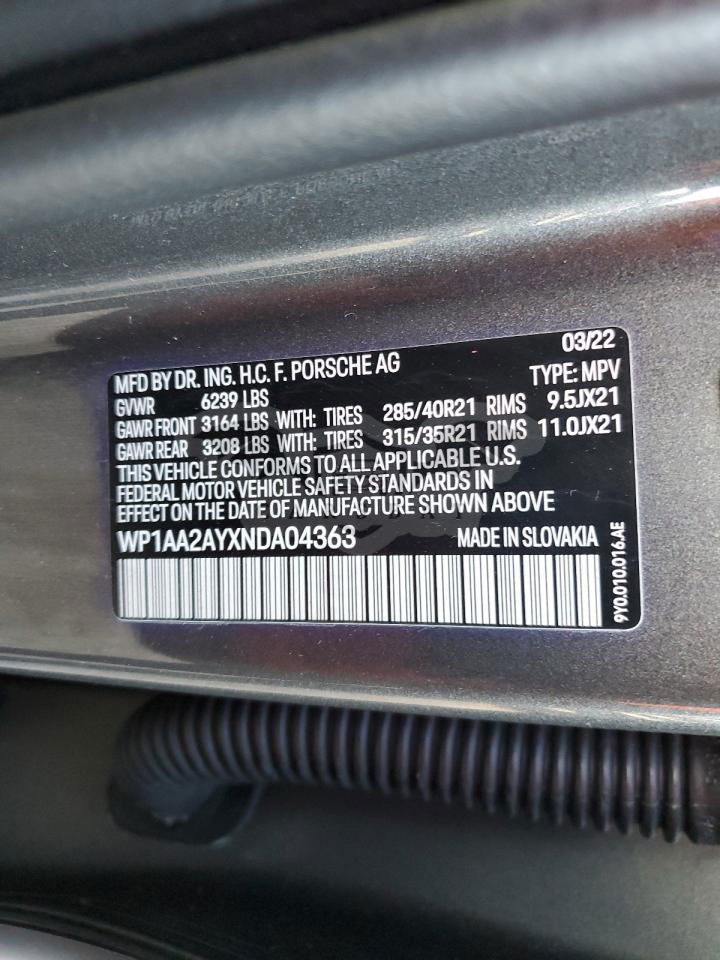 MFD BY DR. ING. H.C. F. PORSCHE AG 03/22
GVWR 6239 LBS TYPE: MPV
GAWR FRONT 3164 LBS WITH: TIRES 285/40R21 RIMS 9.5JX21
GAWR REAR 3208 LBS WITH: TIRES 315/35R21 RIMS 11.0JX21
THIS VEHICLE CONFORMS TO ALL APPLICABLE U.S.
FEDERAL MOTOR VEHICLE SAFETY STANDARDS IN
EFFECT ON THE DATE OF MANUFACTURE SHOWN ABOVE
WP1AA2AYXNDA04363 MADE IN SLOVAKIA
9Y0.010.016.AE